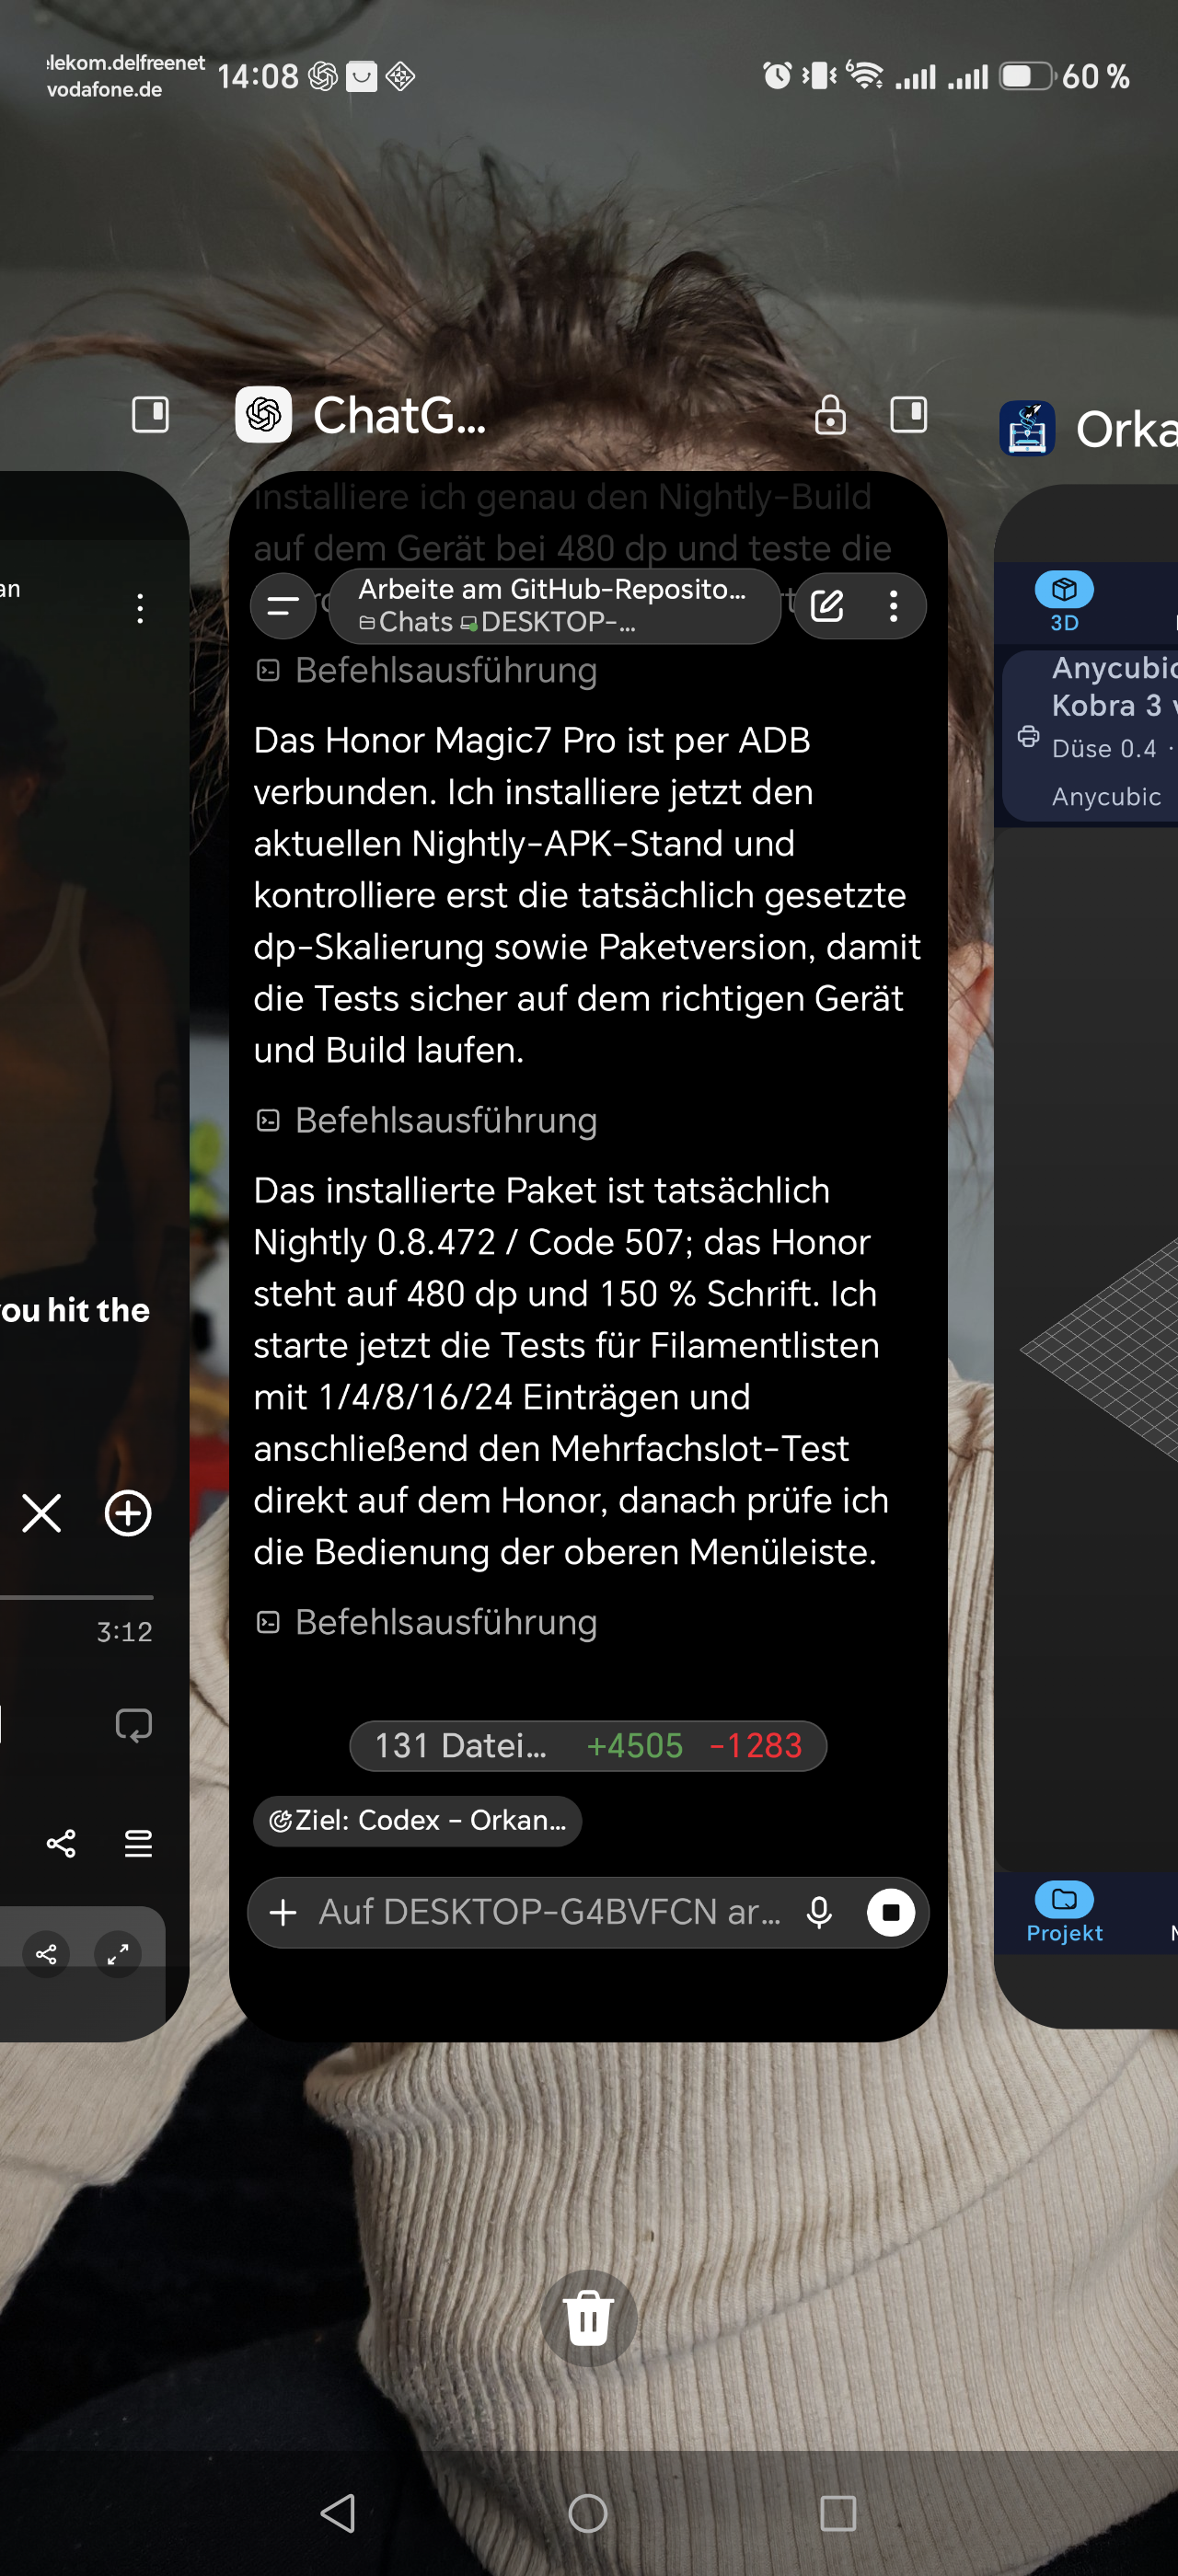 elekom.de|freenet
vodafone.de
14:08
6
60 %
ChatG...
Orka
installiere ich genau den Nightly-Build
auf dem Gerät bei 480 dp und teste die
Arbeite am GitHub-Reposito...
Chats DESKTOP-...
Befehlsausführung
Das Honor Magic7 Pro ist per ADB
verbunden. Ich installiere jetzt den
aktuellen Nightly-APK-Stand und
kontrolliere erst die tatsächlich gesetzte
dp-Skalierung sowie Paketversion, damit
die Tests sicher auf dem richtigen Gerät
und Build laufen.
Befehlsausführung
Das installierte Paket ist tatsächlich
Nightly 0.8.472 / Code 507; das Honor
steht auf 480 dp und 150 % Schrift. Ich
starte jetzt die Tests für Filamentlisten
mit 1/4/8/16/24 Einträgen und
anschließend den Mehrfachslot-Test
direkt auf dem Honor, danach prüfe ich
die Bedienung der oberen Menüleiste.
Befehlsausführung
131 Datei... +4505 -1283
Ziel: Codex - Orkan...
Auf DESKTOP-G4BVFCN ar...
an
you hit the
3:12
3D
Anycubic
Kobra 3 v
Düse 0.4 ·
Anycubic
Projekt